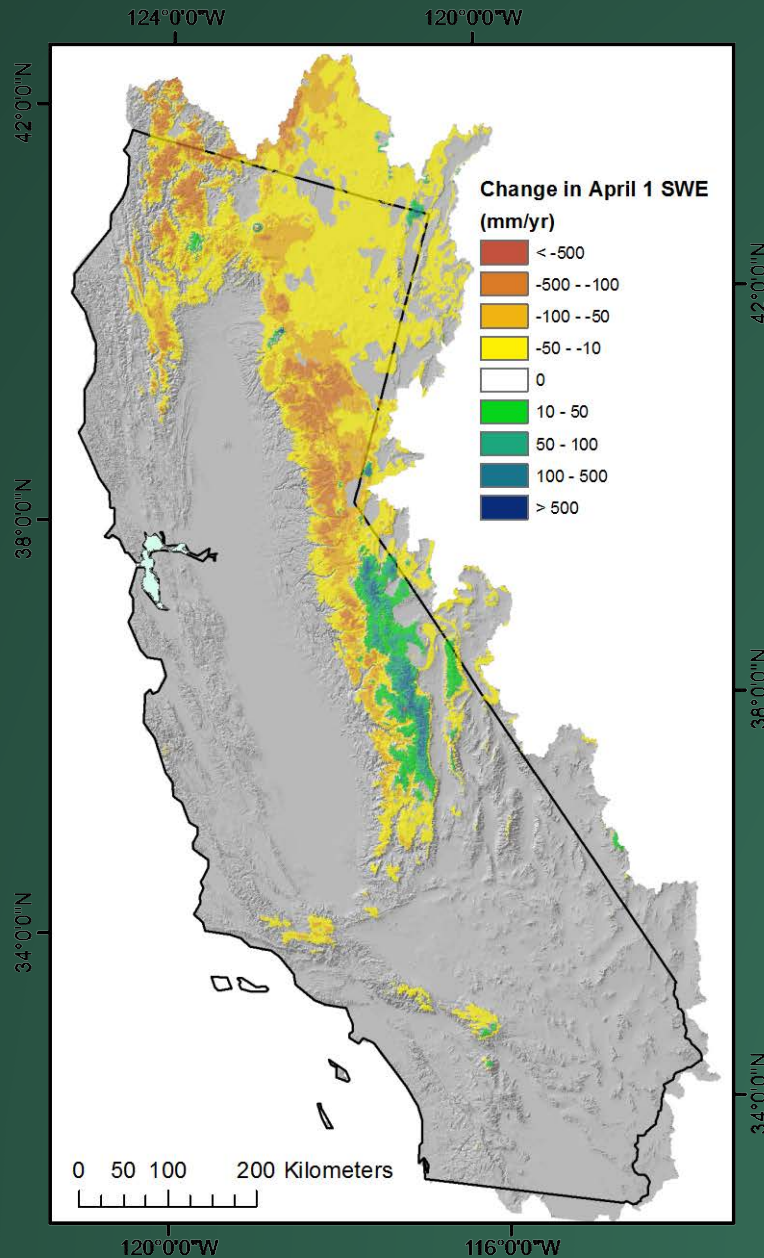 124°0'0"W 120°0'0"W
42°0'0"N
Change in April 1 SWE
(mm/yr)
< -500
-500 - -100
42°0'0"N
-100 - -50
-50 - -10
0
10 - 50
50 - 100
100 - 500
> 500
38°0'0"N
38°0'0"N
34°0'0"N
34°0'0"N
0 50 100 200 Kilometers
120°0'0"W 116°0'0"W